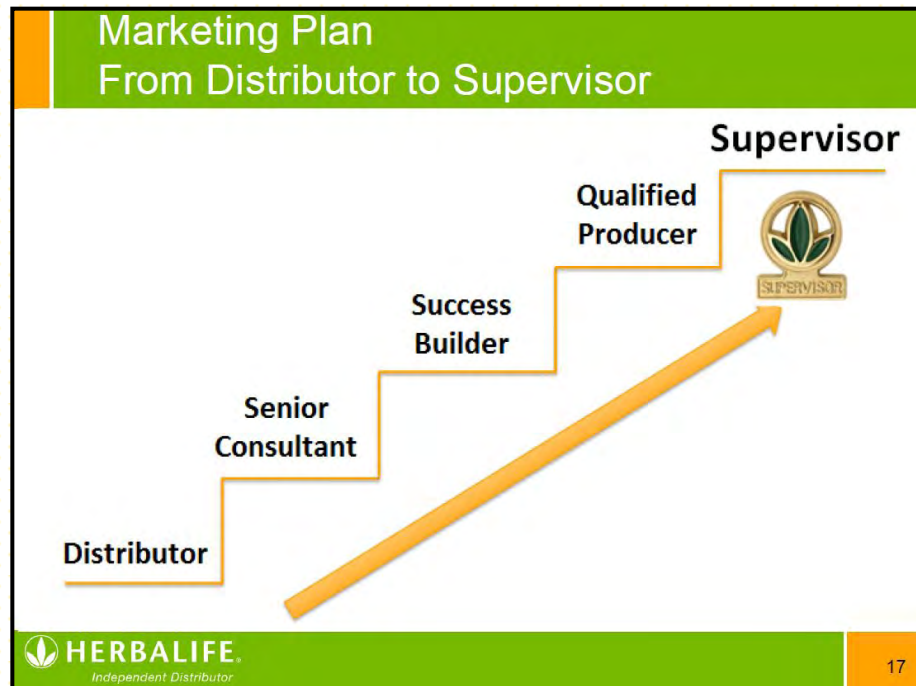 Marketing Plan
From Distributor to Supervisor
Supervisor
Qualified
Producer
SUPERVISOR
Success
Builder
Senior
Consultant
Distributor
HERBALIFE®
Independent Distributor
17